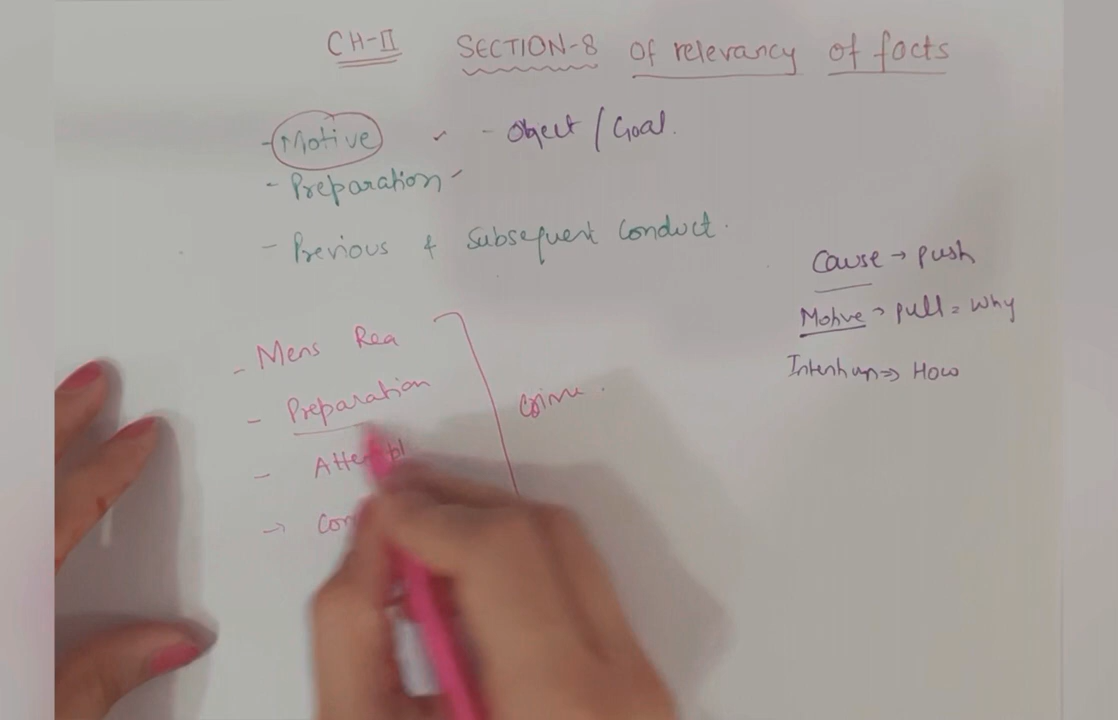 CH-II SECTION-8 Of relevancy of facts
- Motive ✓ - Object / Goal.
- Preparation
- Previous & Subsequent Conduct.
Cause → push
Motive → pull = Why
Intention => How
- Mens Rea
- Preparation
crime.
- Attempt
→